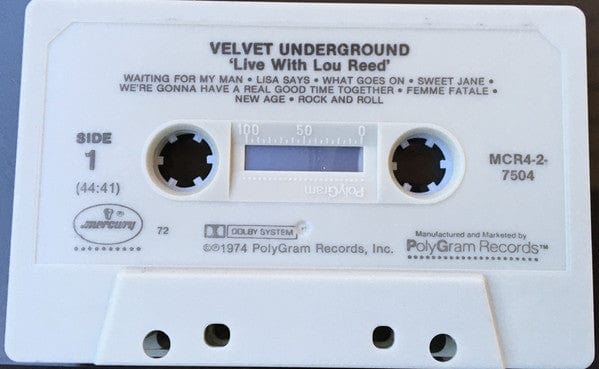 VELVET UNDERGROUND
'Live With Lou Reed'
WAITING FOR MY MAN • LISA SAYS • WHAT GOES ON • SWEET JANE •
WE'RE GONNA HAVE A REAL GOOD TIME TOGETHER • FEMME FATALE •
NEW AGE • ROCK AND ROLL
SIDE
1
(44:41)
100 50 0
PolyGram
MCR4-2-
7504
mercury
72
DOLBY SYSTEM
©℗1974 PolyGram Records, Inc.
Manufactured and Marketed by
PolyGram Records™